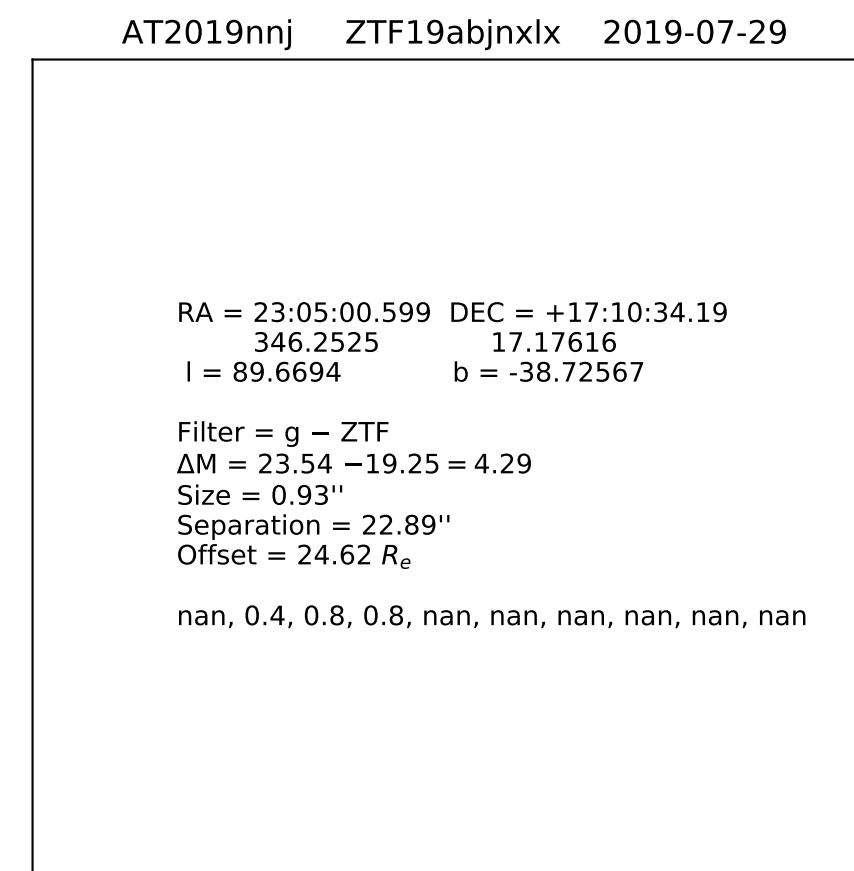 AT2019nnj ZTF19abjnxlx 2019-07-29
RA = 23:05:00.599 DEC = +17:10:34.19
346.2525 17.17616
l = 89.6694 b = -38.72567
Filter = g − ZTF
ΔM = 23.54 −19.25 = 4.29
Size = 0.93''
Separation = 22.89''
Offset = 24.62 Rₑ
nan, 0.4, 0.8, 0.8, nan, nan, nan, nan, nan, nan